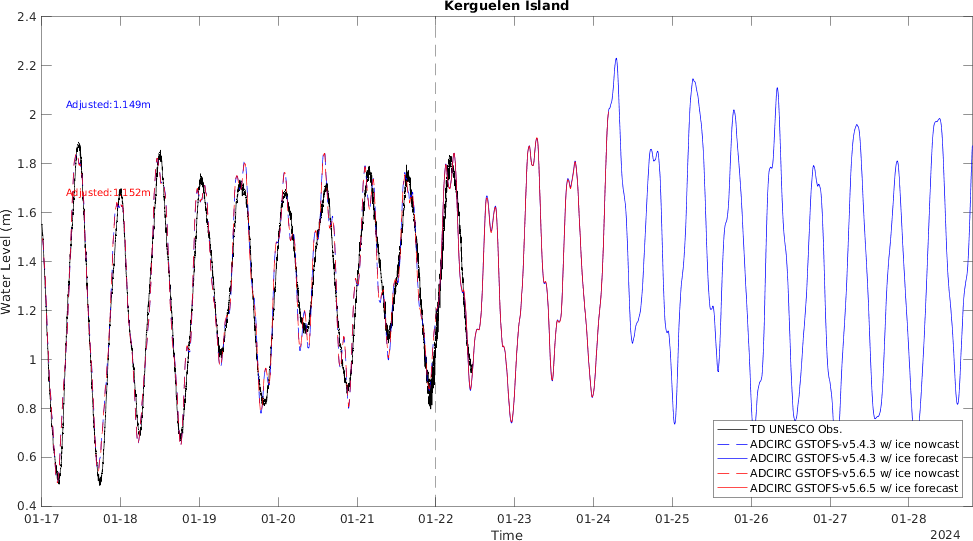 Kerguelen Island
2.4
2.2
2
1.8
1.6
1.4
1.2
1
0.8
0.6
0.4
Water Level (m)
Adjusted:1.149m
Adjusted:1.152m
TD UNESCO Obs.
ADCIRC GSTOFS-v5.4.3 w/ ice nowcast
ADCIRC GSTOFS-v5.4.3 w/ ice forecast
ADCIRC GSTOFS-v5.6.5 w/ ice nowcast
ADCIRC GSTOFS-v5.6.5 w/ ice forecast
01-17 01-18 01-19 01-20 01-21 01-22 01-23 01-24 01-25 01-26 01-27 01-28
Time
2024